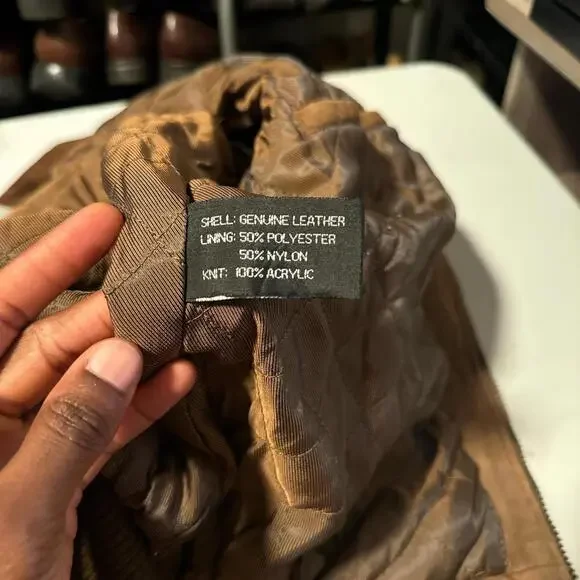 SHELL: GENUINE LEATHER
LINING: 50% POLYESTER
50% NYLON
KNIT: 100% ACRYLIC